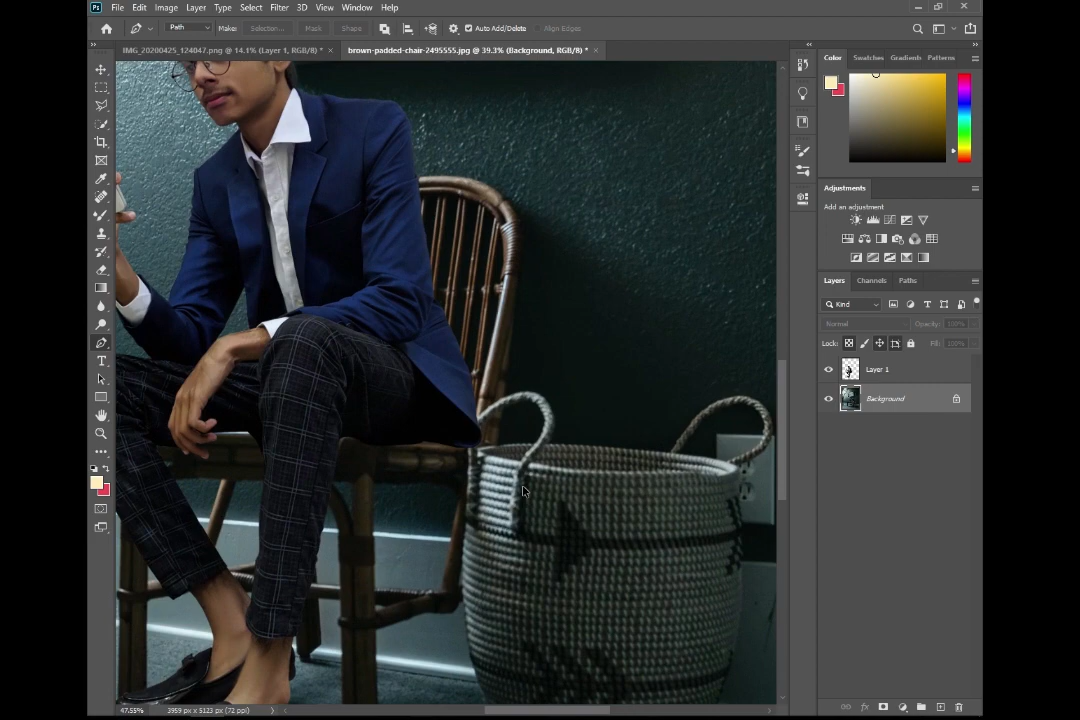 File Edit Image Layer Type Select Filter 3D View Window Help
Path Make: Selection... Mask Shape Auto Add/Delete Align Edges
IMG_20200425_124047.png @ 14.1% (Layer 1, RGB/8) * × brown-padded-chair-2495555.jpg @ 39.3% (Background, RGB/8) * ×
Color Swatches Gradients Patterns
Adjustments
Add an adjustment
Layers Channels Paths
Kind
Normal Opacity: 100%
Lock: Fill: 100%
Layer 1
Background
47.55% 3959 px x 5123 px (72 ppi)